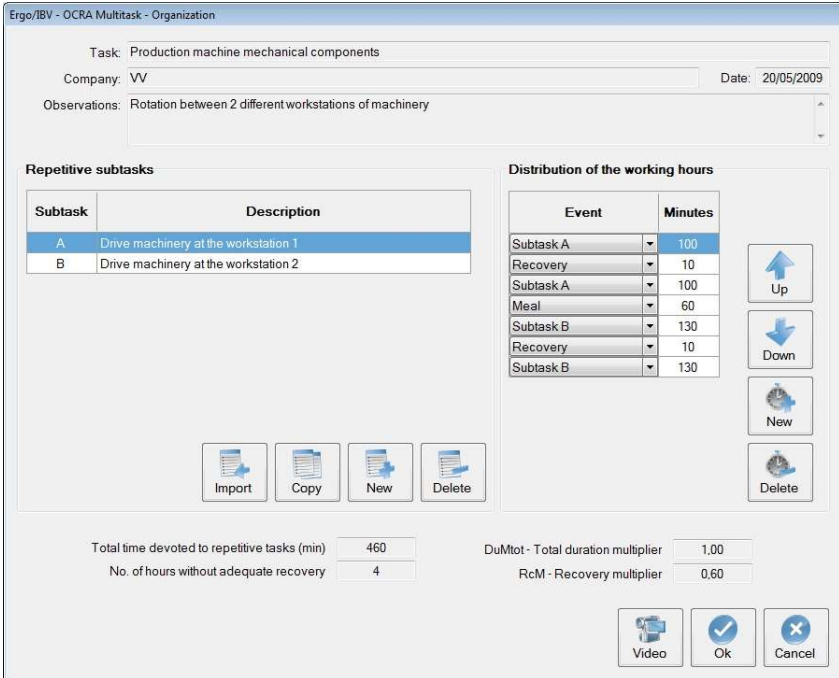 Ergo/IBV - OCRA Multitask - Organization
Task: Production machine mechanical components
Company: VV Date: 20/05/2009
Observations: Rotation between 2 different workstations of machinery
Repetitive subtasks
Subtask Description
A Drive machinery at the workstation 1
B Drive machinery at the workstation 2
Import Copy New Delete
Distribution of the working hours
Event Minutes
Subtask A 100
Recovery 10
Subtask A 100
Meal 60
Subtask B 130
Recovery 10
Subtask B 130
Up
Down
New
Delete
Total time devoted to repetitive tasks (min) 460
No. of hours without adequate recovery 4
DuMtot - Total duration multiplier 1,00
RcM - Recovery multiplier 0,60
Video Ok Cancel